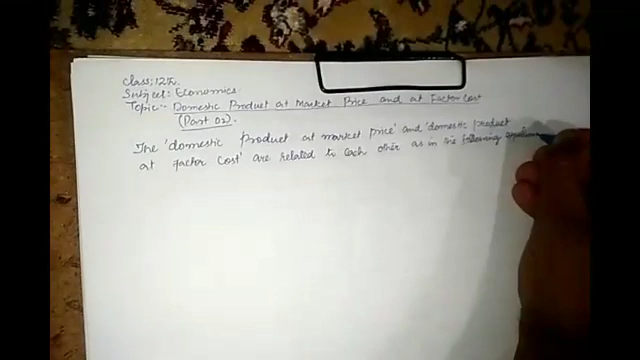 Class: 12th
Subject: Economics
Topic:- Domestic Product at Market Price and at Factor Cost
(Part 02).
The 'domestic product at market price' and 'domestic product
at factor cost' are related to each other as in the following